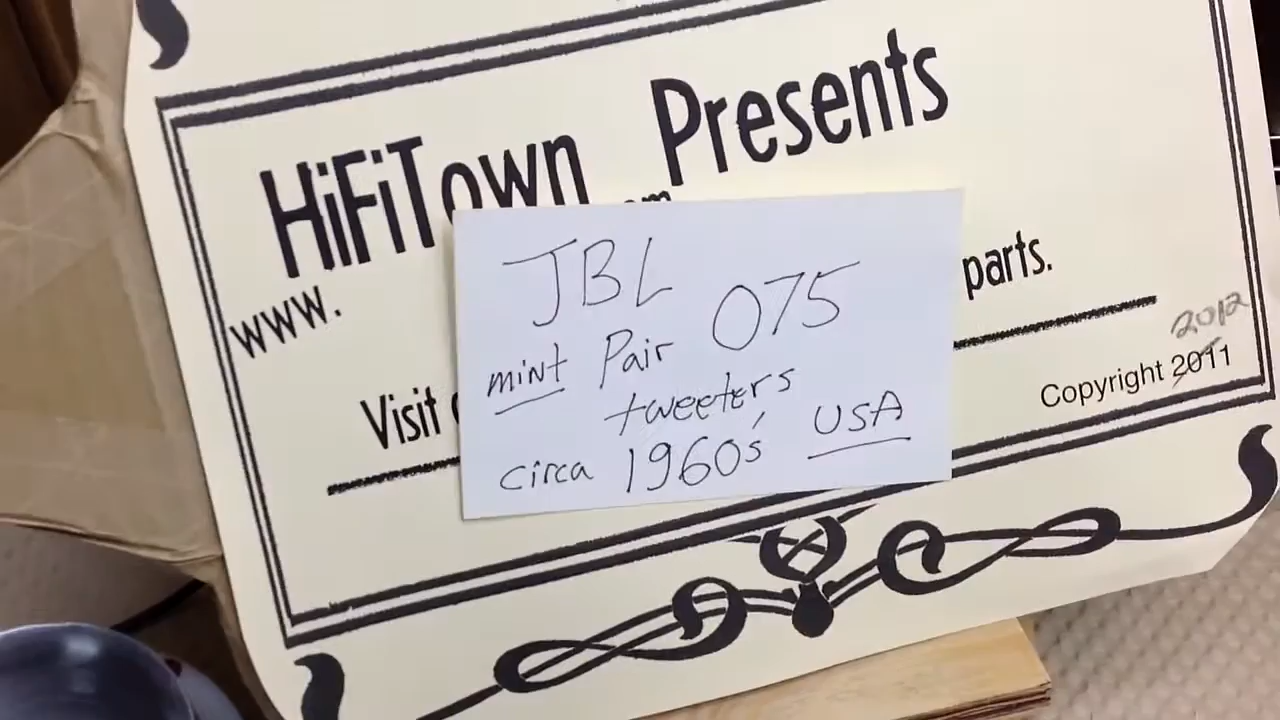 HiFiTown Presents
www.
parts.
Visit
2012
Copyright 2011
JBL
075
mint Pair
tweeters
circa 1960's USA